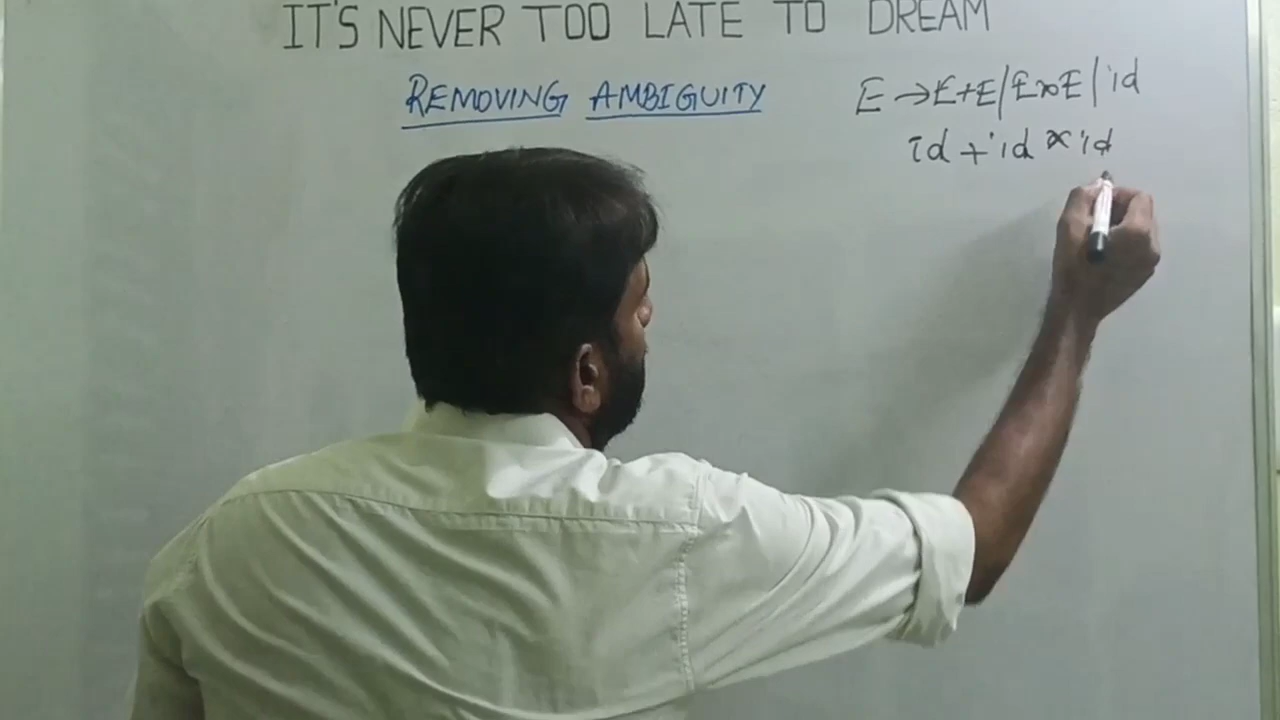 IT'S NEVER TOO LATE TO DREAM
REMOVING AMBIGUITY
E → E+E/E*E/id
id + id * id